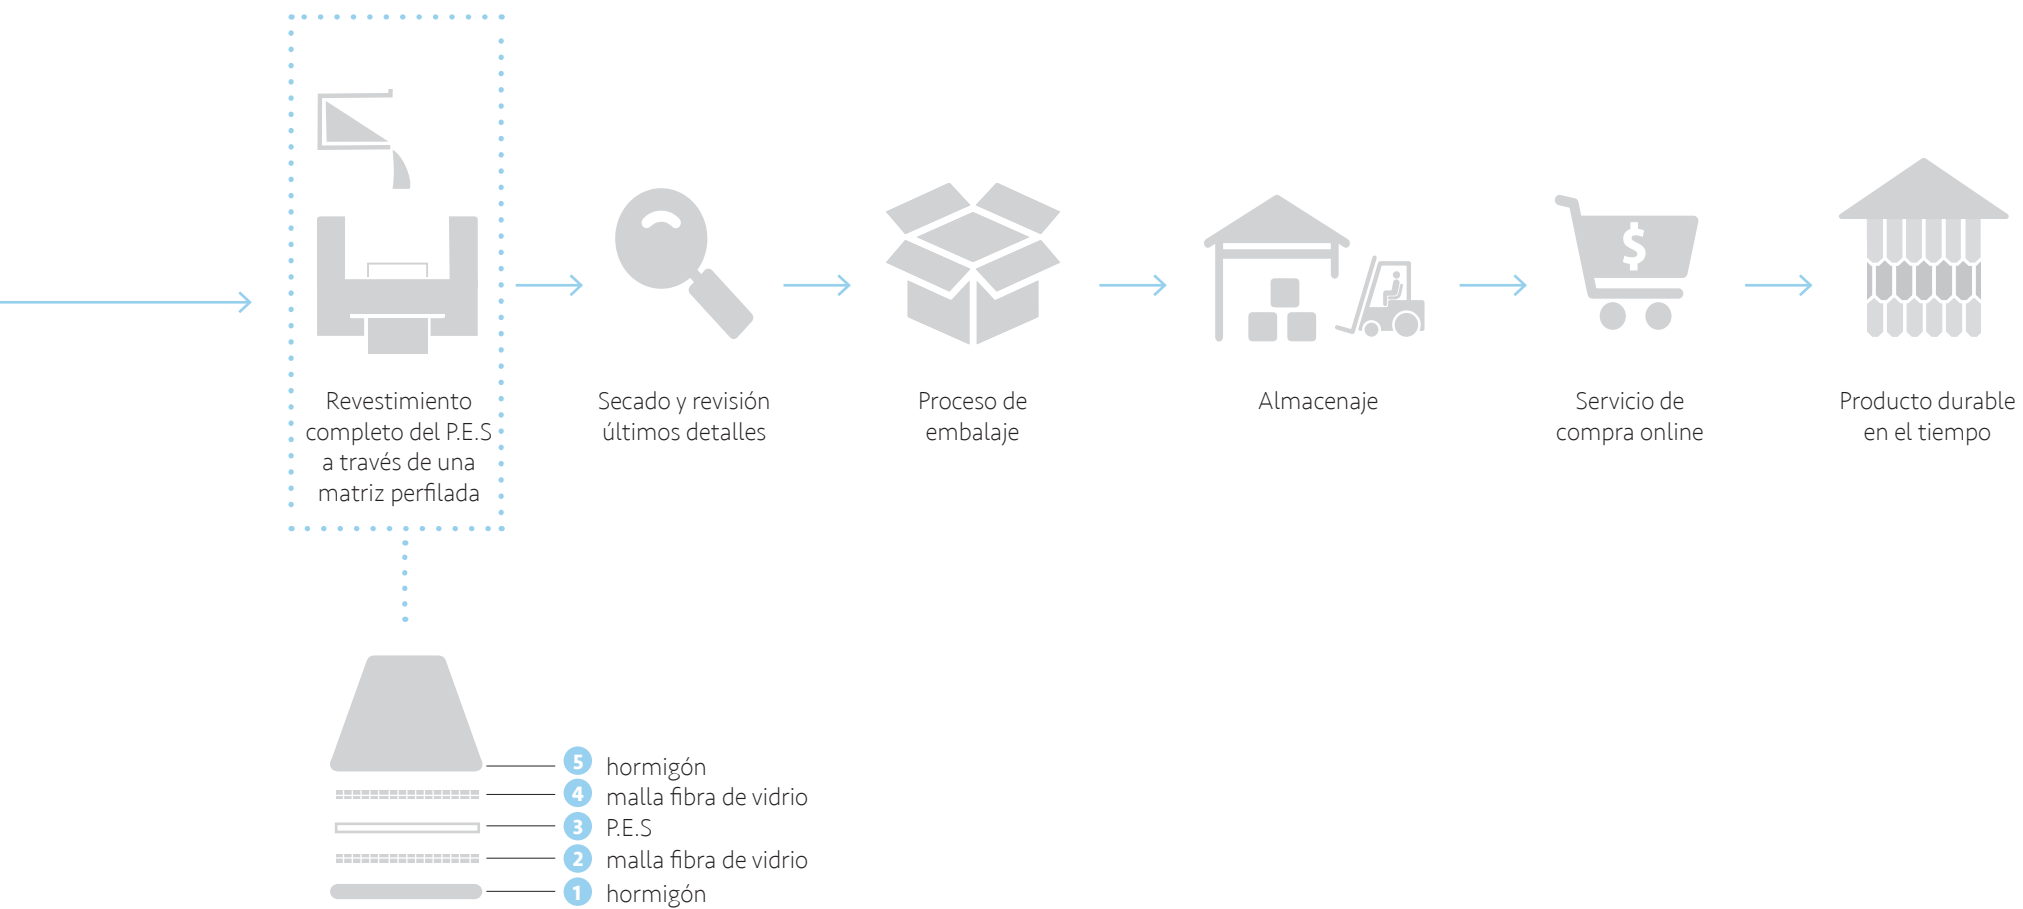 $
Revestimiento
completo del P.E.S
a través de una
matriz perfilada
Secado y revisión
últimos detalles
Proceso de
embalaje
Almacenaje
Servicio de
compra online
Producto durable
en el tiempo
5 hormigón
4 malla fibra de vidrio
3 P.E.S
2 malla fibra de vidrio
1 hormigón